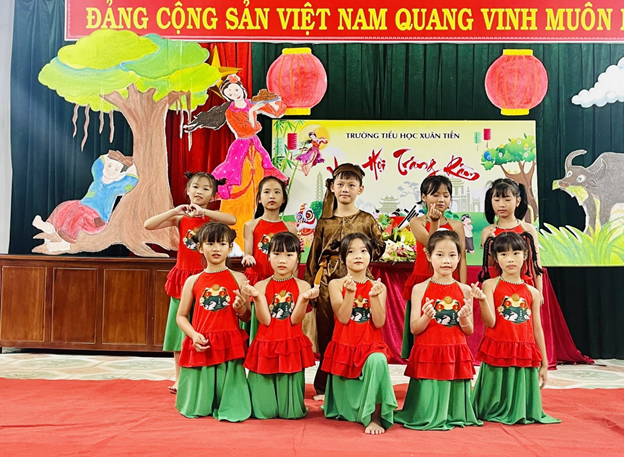 ĐẢNG CỘNG SẢN VIỆT NAM QUANG VINH MUÔN
TRƯỜNG TIỂU HỌC XUÂN TIẾN
Hội Trăng Rằm